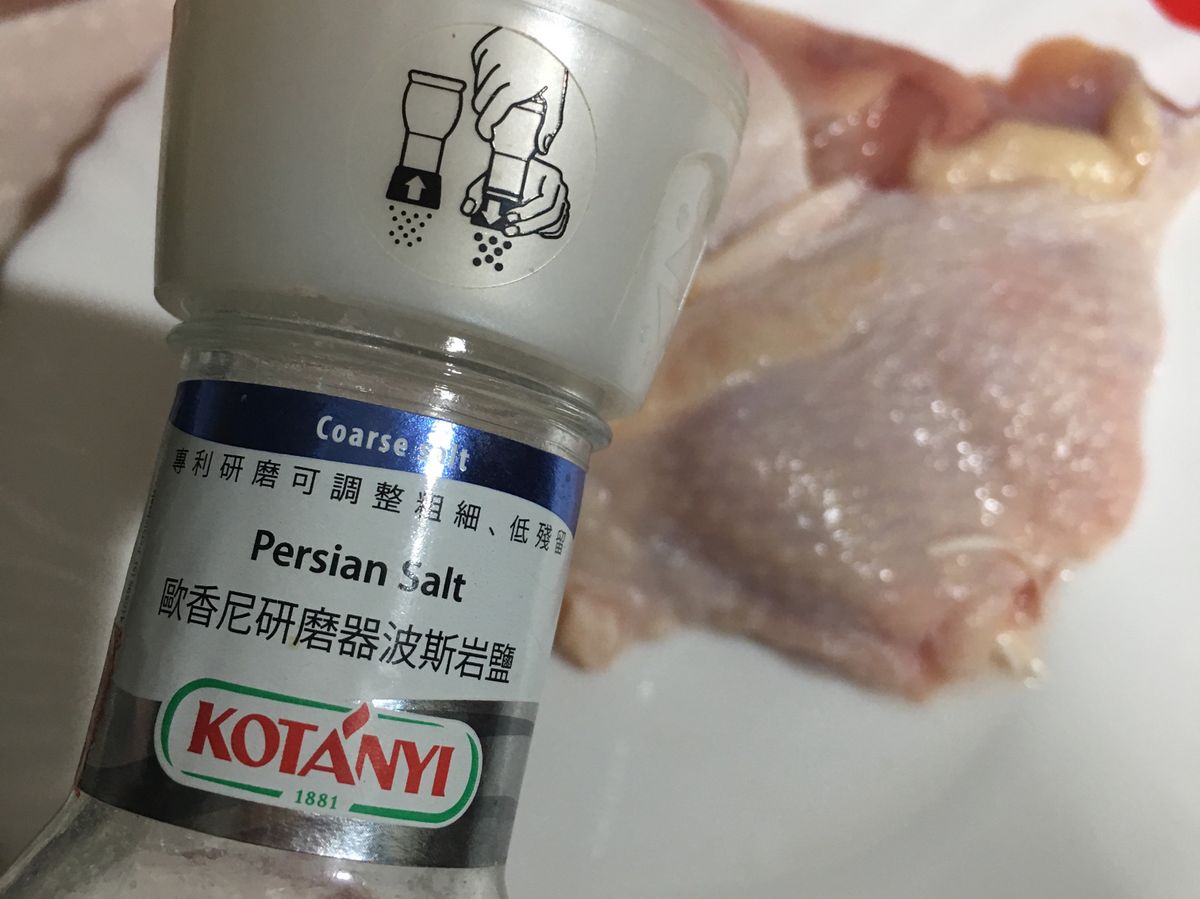 Coarse salt
專利研磨可調整粗細、低殘留
Persian Salt
歐香尼研磨器波斯岩鹽
KOTÁNYI
1881